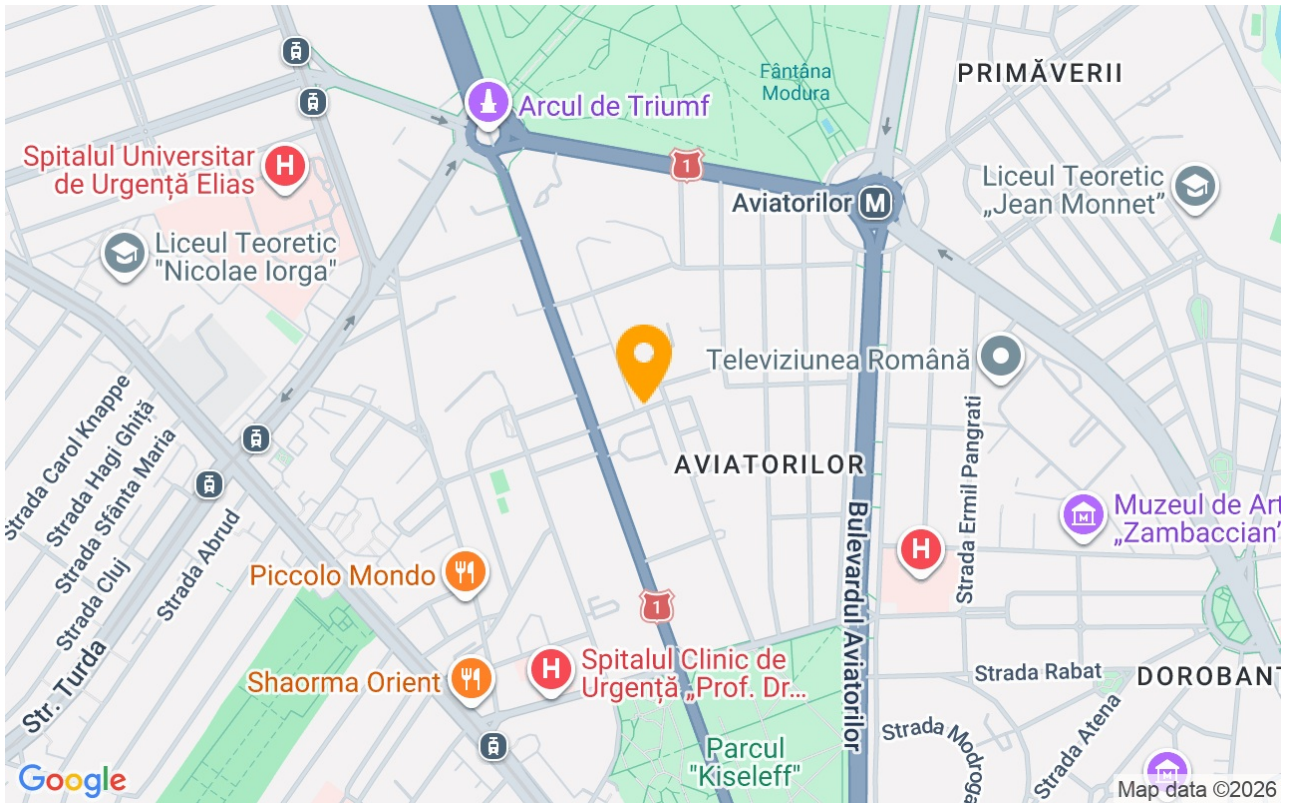 Fântâna
Modura
PRIMĂVERII
Arcul de Triumf
1
Spitalul Universitar
de Urgență Elias
H
Liceul Teoretic
„Jean Monnet”
Aviatorilor
M
Liceul Teoretic
"Nicolae Iorga"
Televiziunea Română
Strada Carol Knappe
Strada Hagi Ghiță
Strada Sfânta Maria
Strada Cluj
Strada Abrud
Str. Turda
AVIATORILOR
Strada Ermil Pangrati
Bulevardul Aviatorilor
Muzeul de Art
„Zambaccian”
H
Piccolo Mondo
1
Shaorma Orient
H
Spitalul Clinic de
Urgență „Prof. Dr...
Strada Rabat
DOROBANȚ
Strada Atena
Strada Modroge
Parcul
"Kiseleff"
Google
Map data ©2026